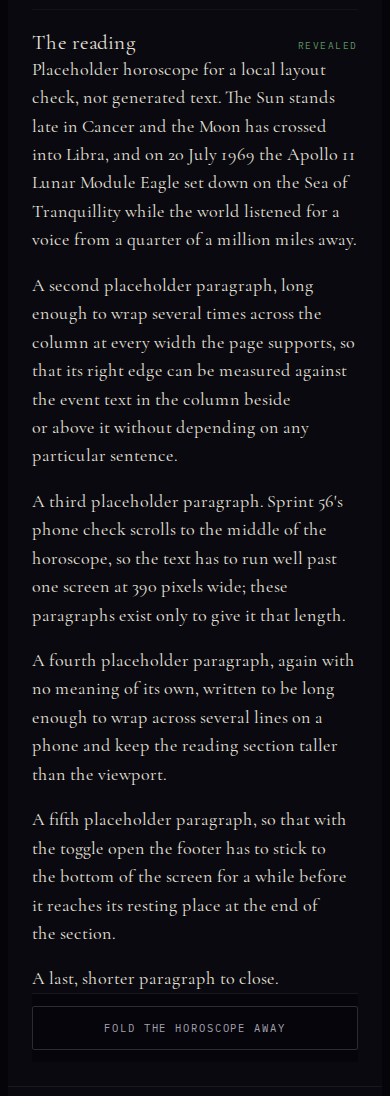 The reading
REVEALED
Placeholder horoscope for a local layout
check, not generated text. The Sun stands
late in Cancer and the Moon has crossed
into Libra, and on 20 July 1969 the Apollo 11
Lunar Module Eagle set down on the Sea of
Tranquillity while the world listened for a
voice from a quarter of a million miles away.
A second placeholder paragraph, long
enough to wrap several times across the
column at every width the page supports, so
that its right edge can be measured against
the event text in the column beside
or above it without depending on any
particular sentence.
A third placeholder paragraph. Sprint 56's
phone check scrolls to the middle of the
horoscope, so the text has to run well past
one screen at 390 pixels wide; these
paragraphs exist only to give it that length.
A fourth placeholder paragraph, again with
no meaning of its own, written to be long
enough to wrap across several lines on a
phone and keep the reading section taller
than the viewport.
A fifth placeholder paragraph, so that with
the toggle open the footer has to stick to
the bottom of the screen for a while before
it reaches its resting place at the end of
the section.
A last, shorter paragraph to close.
FOLD THE HOROSCOPE AWAY